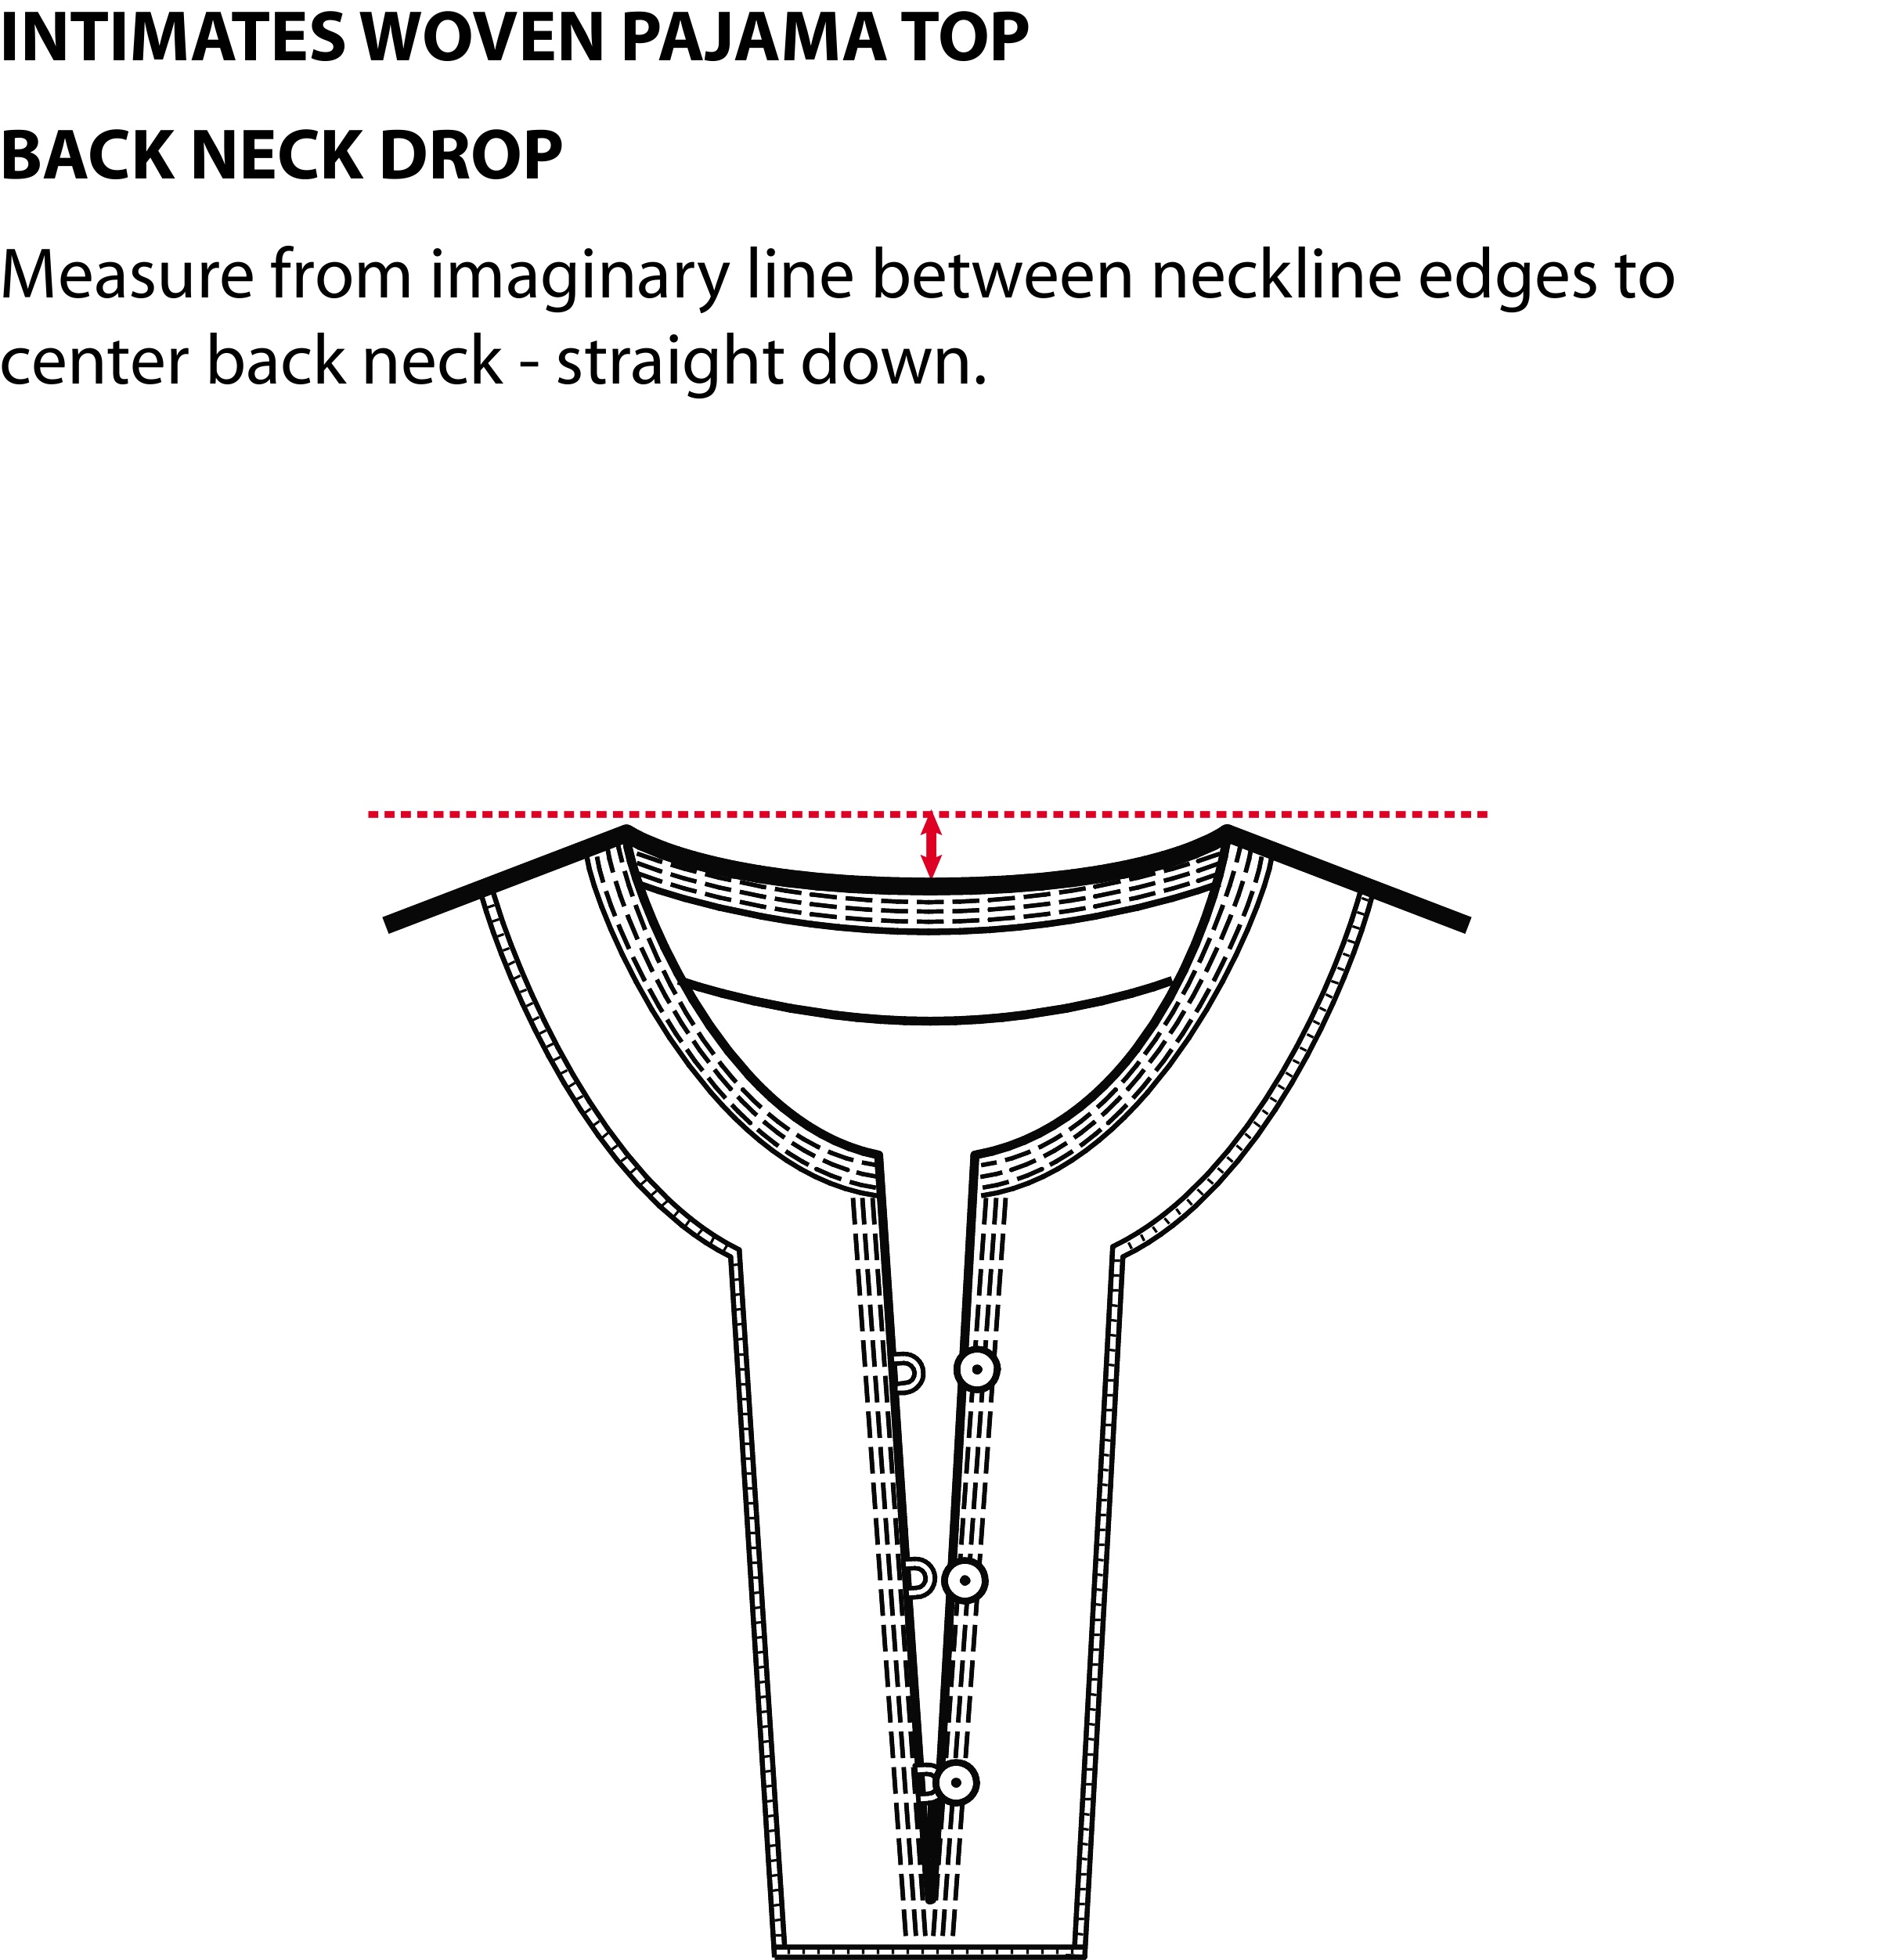 INTIMATES WOVEN PAJAMA TOP
BACK NECK DROP
Measure from imaginary line between neckline edges to
center back neck - straight down.